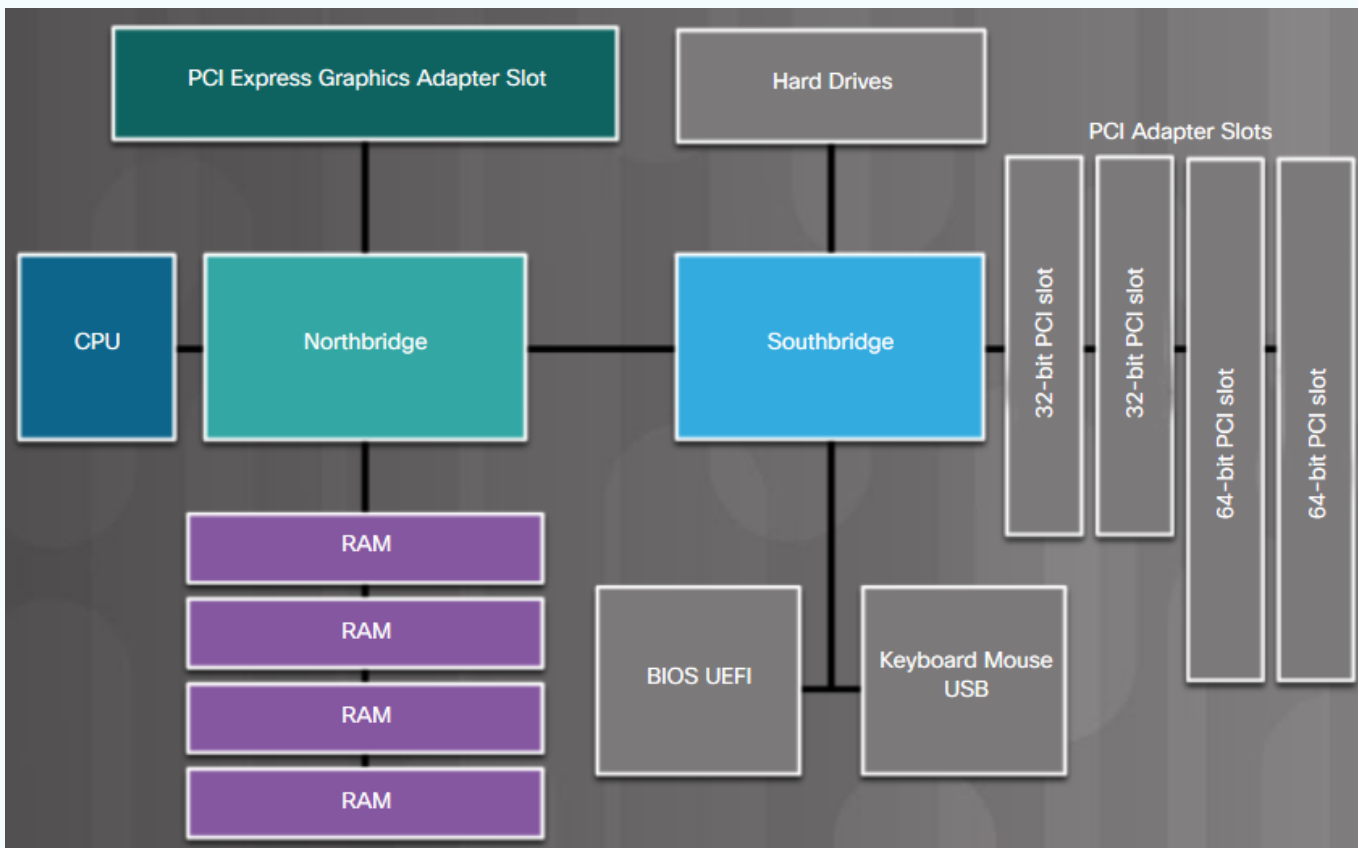 PCI Express Graphics Adapter Slot
Hard Drives
PCI Adapter Slots
CPU
Northbridge
Southbridge
32-bit PCI slot
32-bit PCI slot
64-bit PCI slot
64-bit PCI slot
RAM
RAM
RAM
RAM
BIOS UEFI
Keyboard Mouse
USB